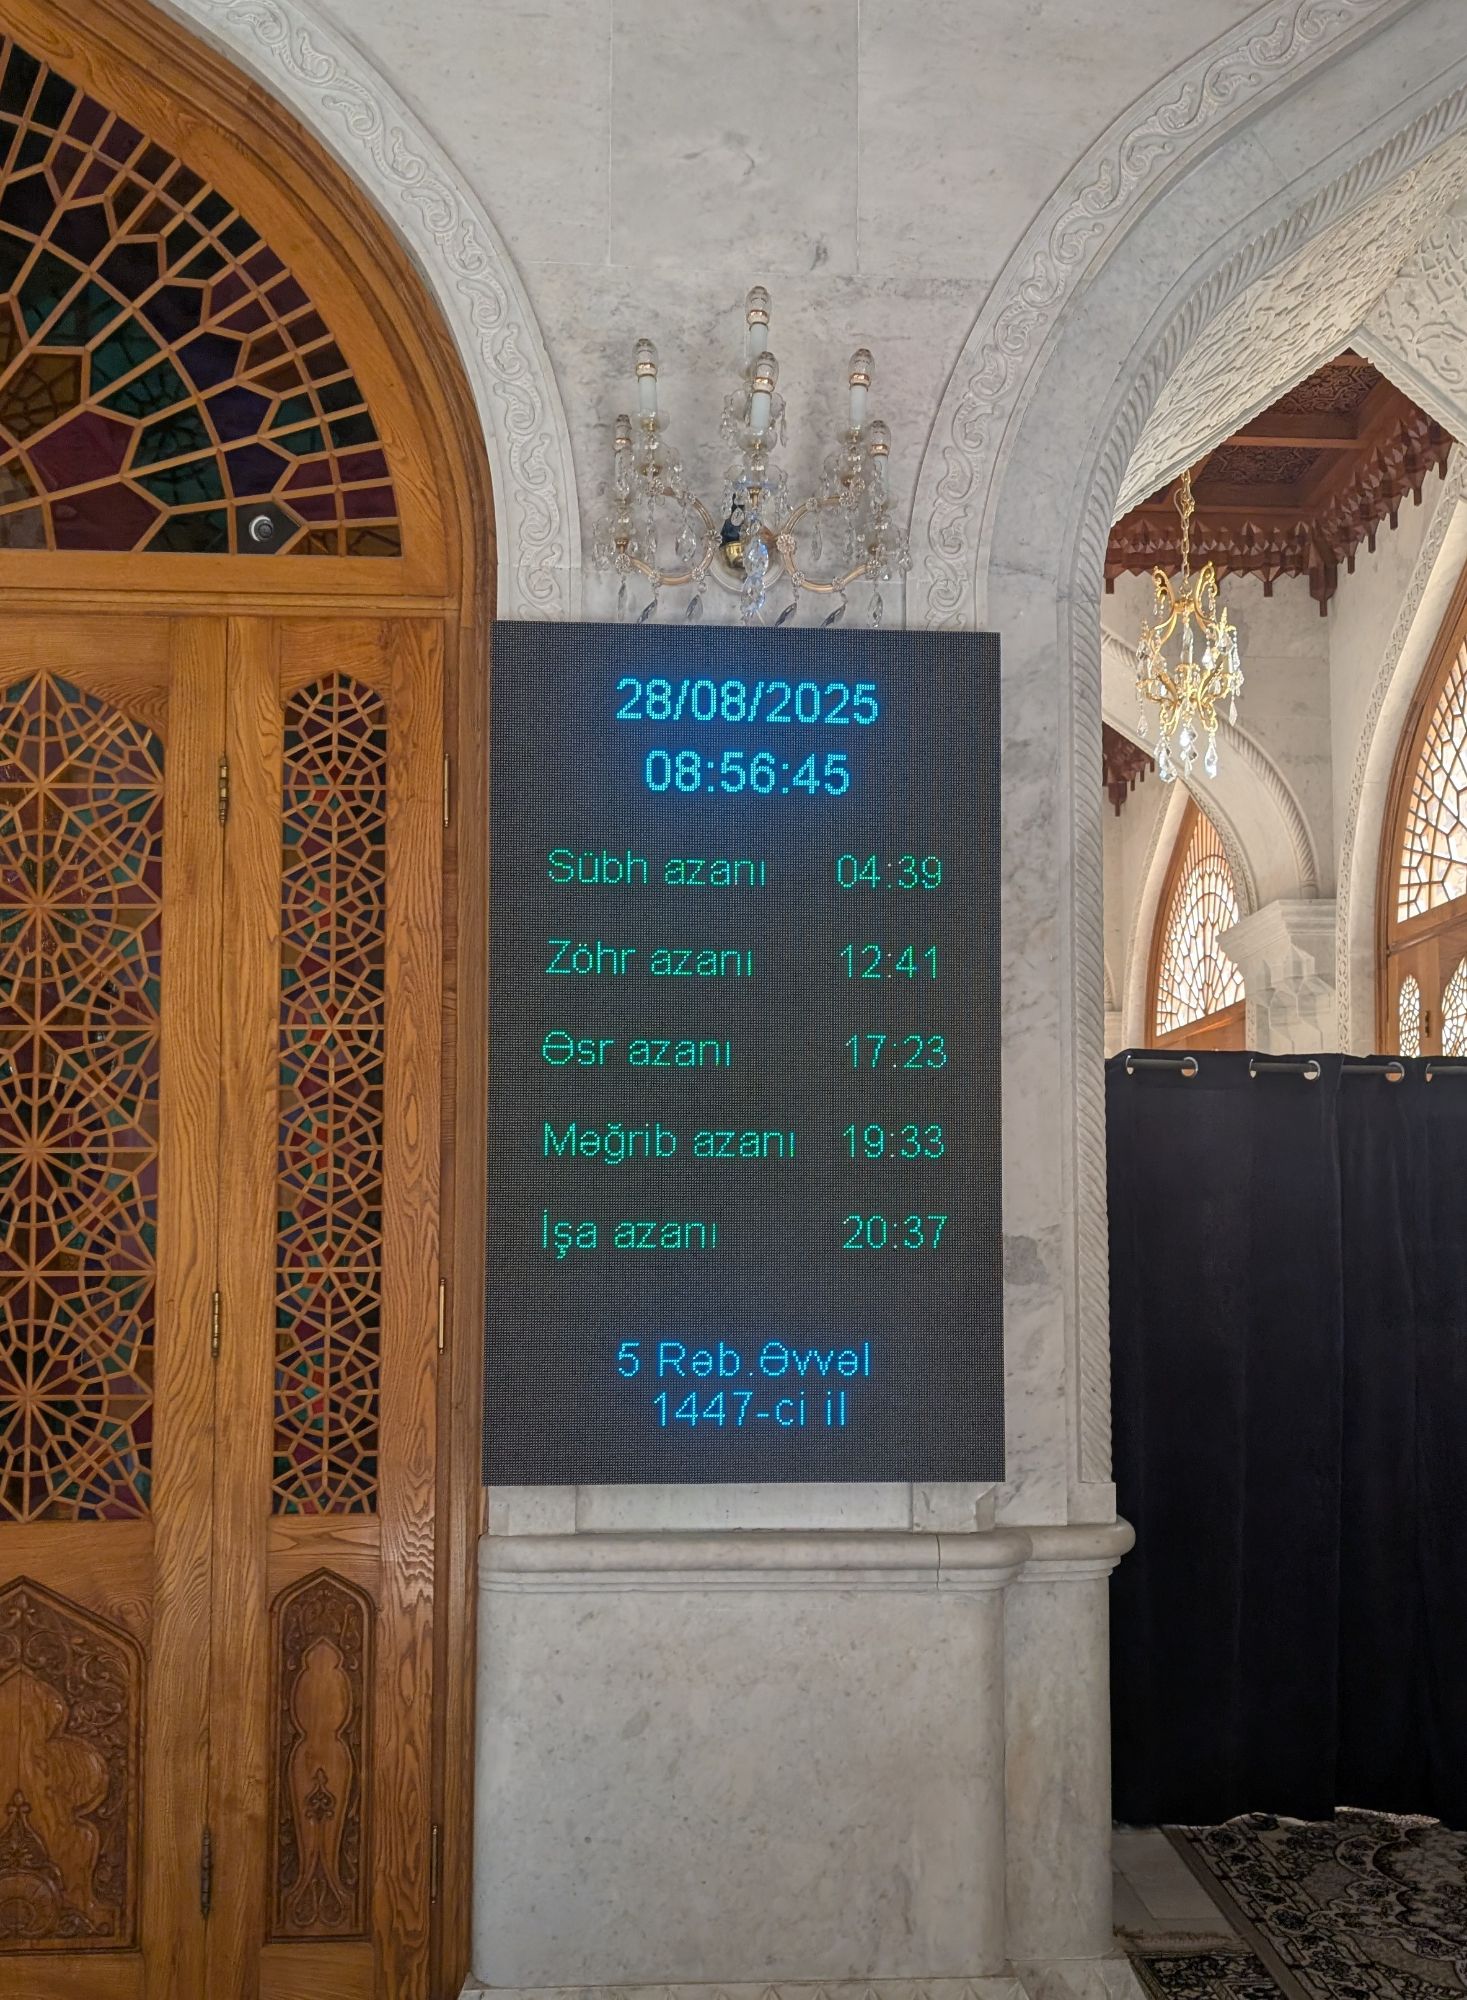 28/08/2025
08:56:45
Sübh azanı 04:39
Zöhr azanı 12:41
Əsr azanı 17:23
Məğrib azanı 19:33
İşa azanı 20:37
5 Rəb.Əvvəl
1447-ci il